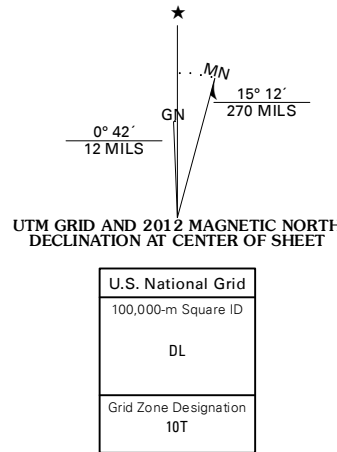 MN
GN
15° 12´
270 MILS
0° 42´
12 MILS
UTM GRID AND 2012 MAGNETIC NORTH
DECLINATION AT CENTER OF SHEET
U.S. National Grid
100,000-m Square ID
DL
Grid Zone Designation
10T